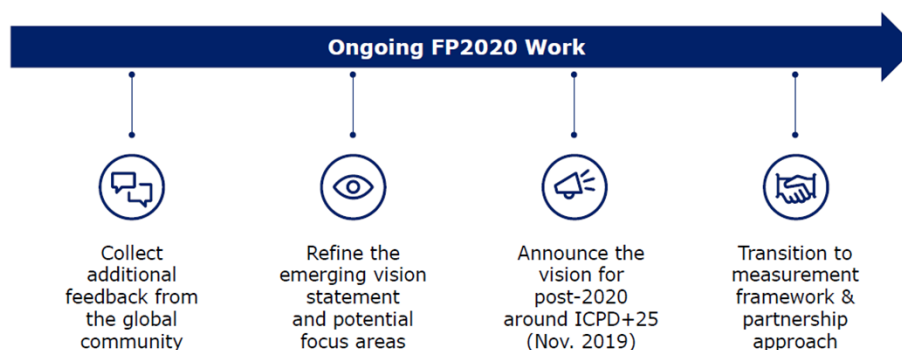 Ongoing FP2020 Work
Collect
additional
feedback from
the global
community
Refine the
emerging vision
statement
and potential
focus areas
Announce the
vision for
post-2020
around ICPD+25
(Nov. 2019)
Transition to
measurement
framework &
partnership
approach